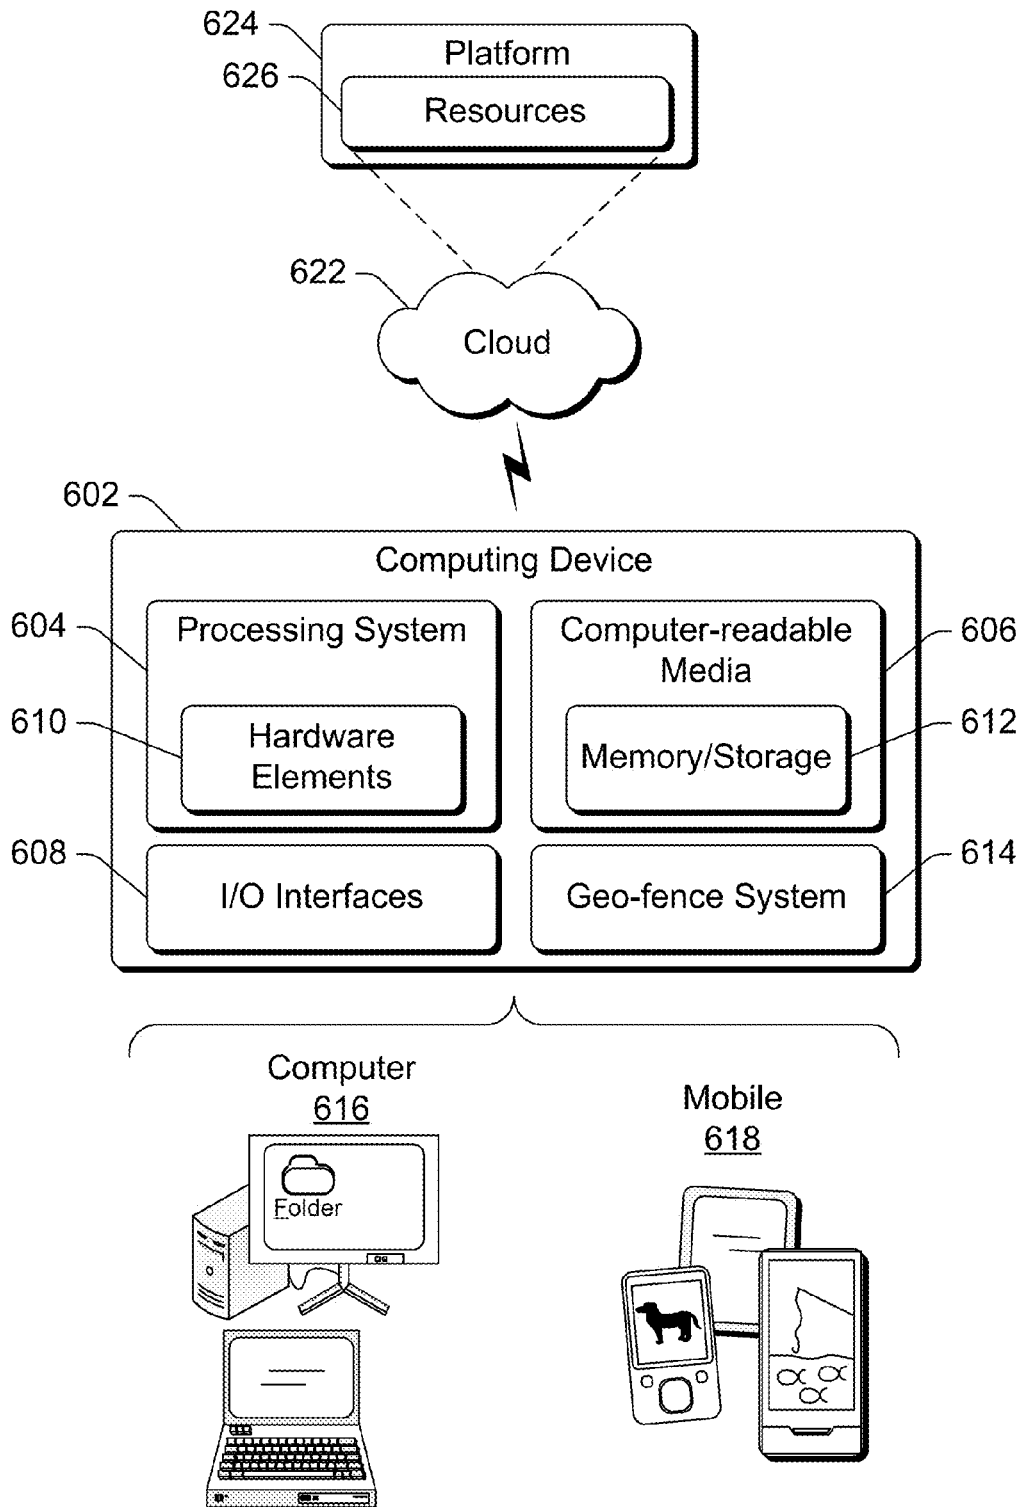 624
Platform
626
Resources
622
Cloud
602
Computing Device
604
Processing System
Computer-readable
Media
606
610
Hardware
Elements
Memory/Storage
612
608
I/O Interfaces
Geo-fence System
614
Computer
616
Mobile
618
Folder